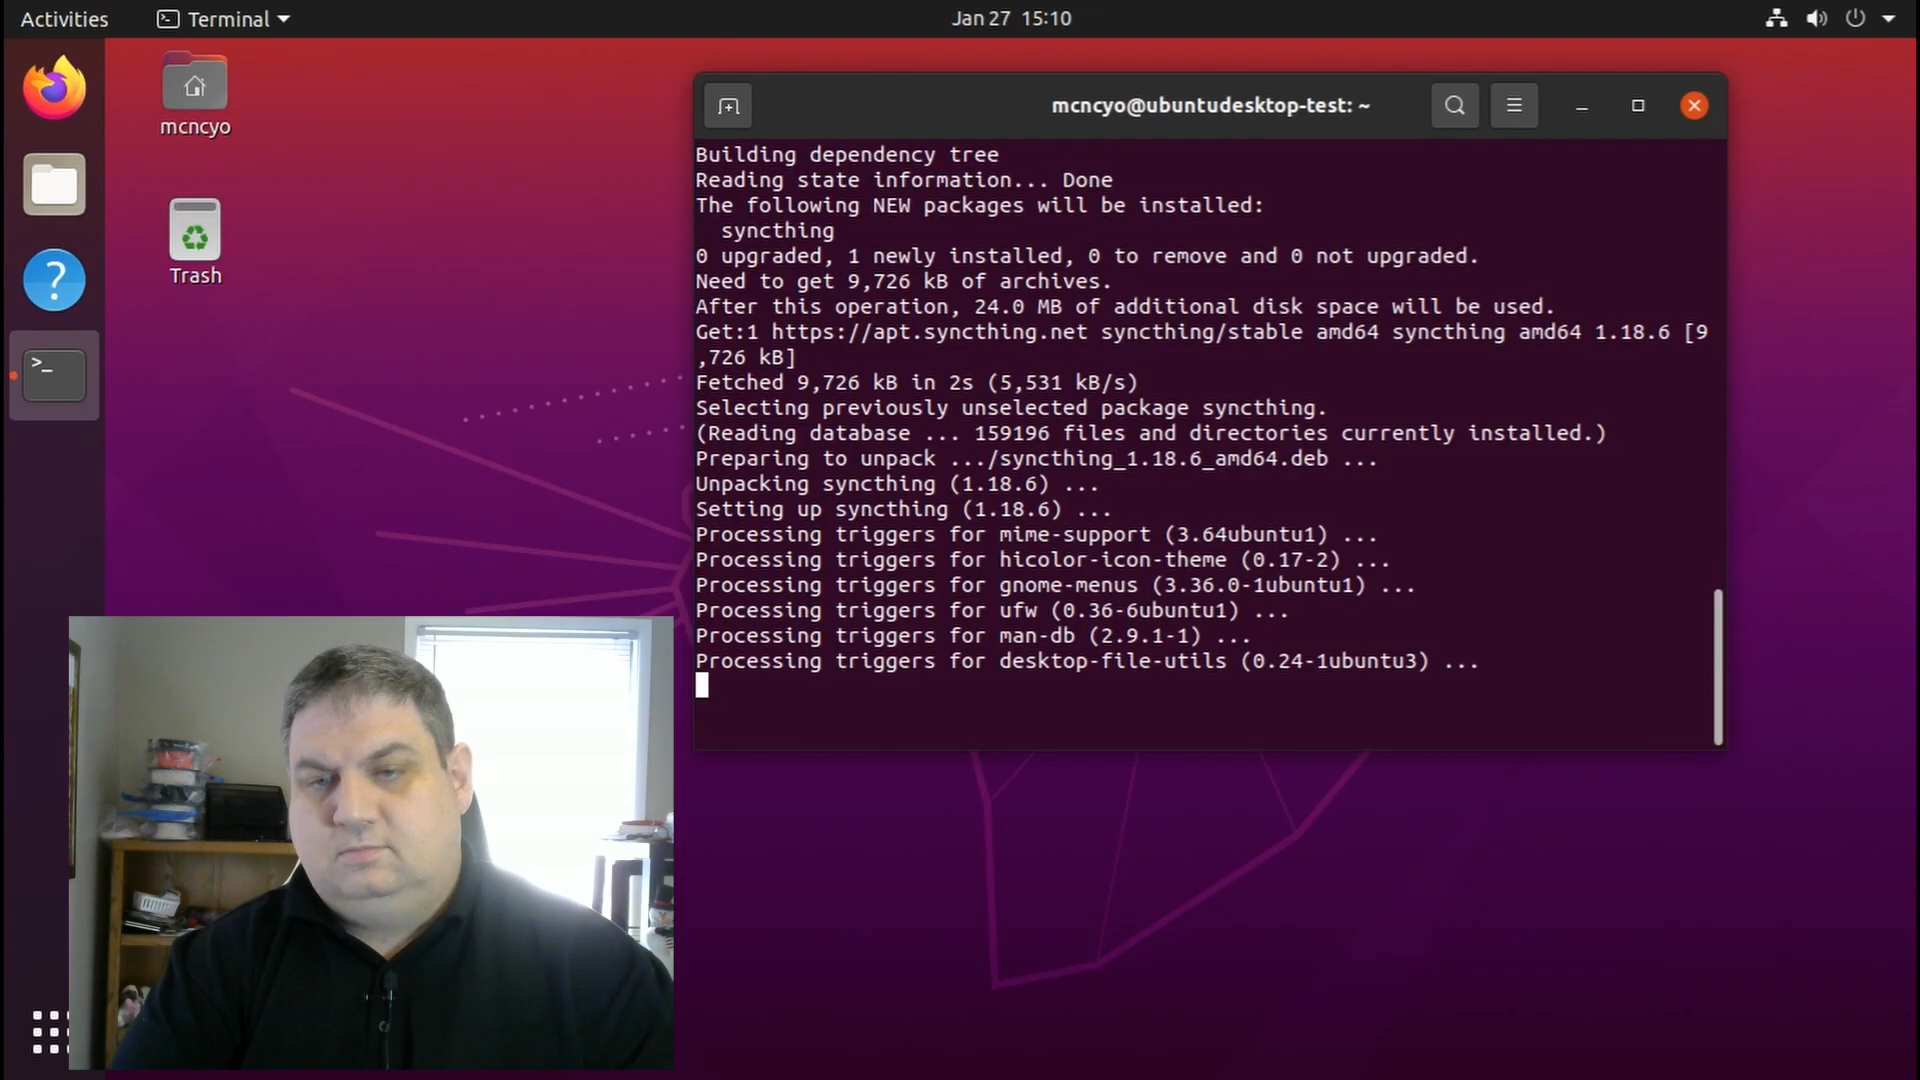 Activities
Terminal
Jan 27 15:10
mcncyo
Trash
mcncyo@ubuntudesktop-test: ~
Building dependency tree
Reading state information... Done
The following NEW packages will be installed:
syncthing
0 upgraded, 1 newly installed, 0 to remove and 0 not upgraded.
Need to get 9,726 kB of archives.
After this operation, 24.0 MB of additional disk space will be used.
Get:1 https://apt.syncthing.net syncthing/stable amd64 syncthing amd64 1.18.6 [9
,726 kB]
Fetched 9,726 kB in 2s (5,531 kB/s)
Selecting previously unselected package syncthing.
(Reading database ... 159196 files and directories currently installed.)
Preparing to unpack .../syncthing_1.18.6_amd64.deb ...
Unpacking syncthing (1.18.6) ...
Setting up syncthing (1.18.6) ...
Processing triggers for mime-support (3.64ubuntu1) ...
Processing triggers for hicolor-icon-theme (0.17-2) ...
Processing triggers for gnome-menus (3.36.0-1ubuntu1) ...
Processing triggers for ufw (0.36-6ubuntu1) ...
Processing triggers for man-db (2.9.1-1) ...
Processing triggers for desktop-file-utils (0.24-1ubuntu3) ...